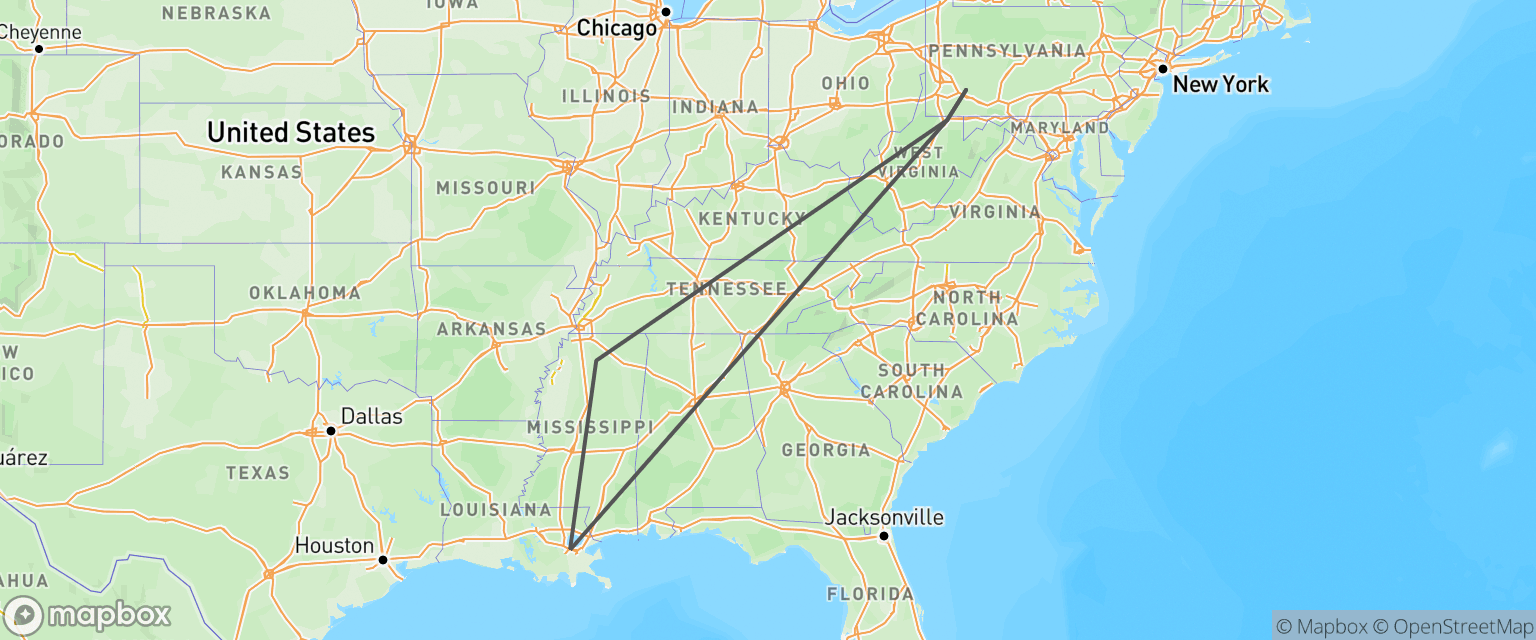 NEBRASKA
IOWA
Chicago
Cheyenne
PENNSYLVANIA
OHIO
New York
ILLINOIS
INDIANA
United States
MARYLAND
ORADO
WEST
VIRGINIA
KANSAS
MISSOURI
KENTUCKY
VIRGINIA
OKLAHOMA
TENNESSEE
NORTH
CAROLINA
ARKANSAS
W
ICO
SOUTH
CAROLINA
Dallas
MISSISSIPPI
GEORGIA
uárez
TEXAS
LOUISIANA
Jacksonville
Houston
AHUA
FLORIDA
mapbox
© Mapbox © OpenStreetMap